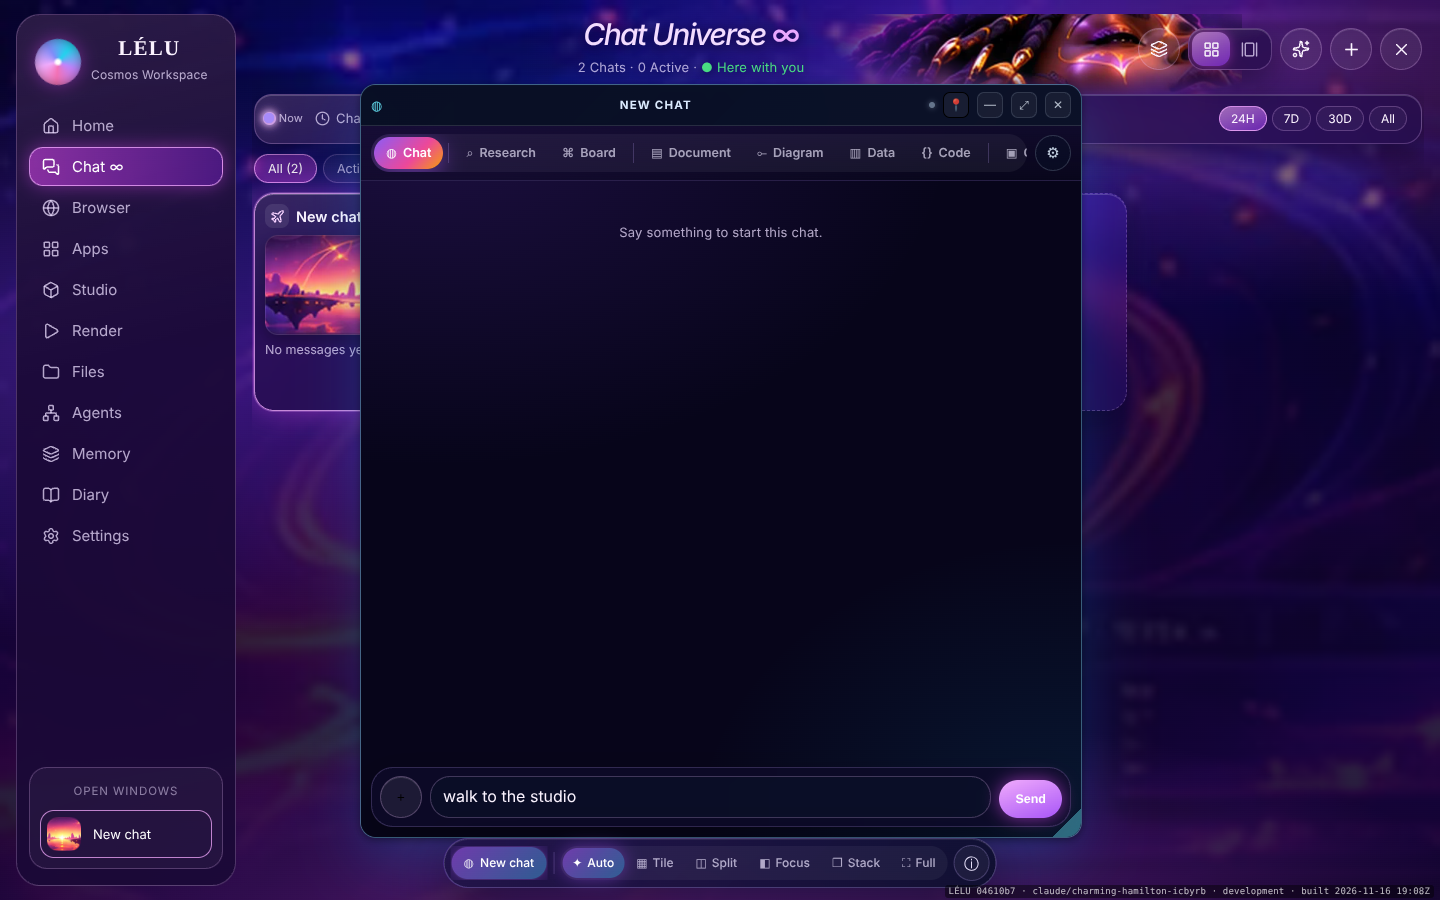 LÉLU
Cosmos Workspace
Home
Chat ∞
Browser
Apps
Studio
Render
Files
Agents
Memory
Diary
Settings
OPEN WINDOWS
New chat
Chat Universe ∞
2 Chats · 0 Active · Here with you
Now
24H 7D 30D All
All (2)
New chat
No messages
NEW CHAT
Chat Research Board Document Diagram Data {} Code
Say something to start this chat.
walk to the studio
Send
New chat Auto Tile Split Focus Stack Full
LÉLU 04610b7 · claude/charming-hamilton-icbyrb · development · built 2026-11-16 19:08Z